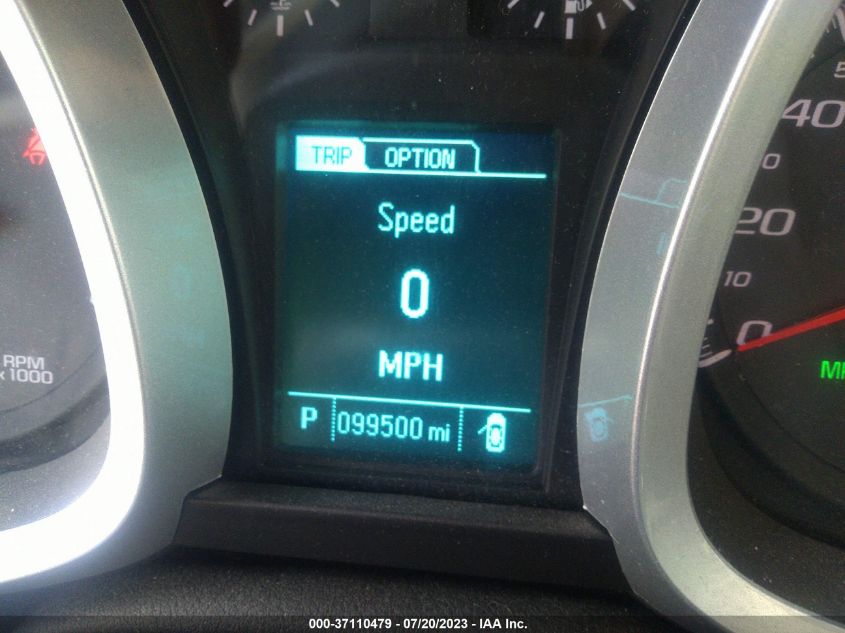 TRIP OPTION
Speed
0
MPH
P 099500 mi
RPM
x 1000
40
20
10
0
000-37110479 - 07/20/2023 - IAA Inc.